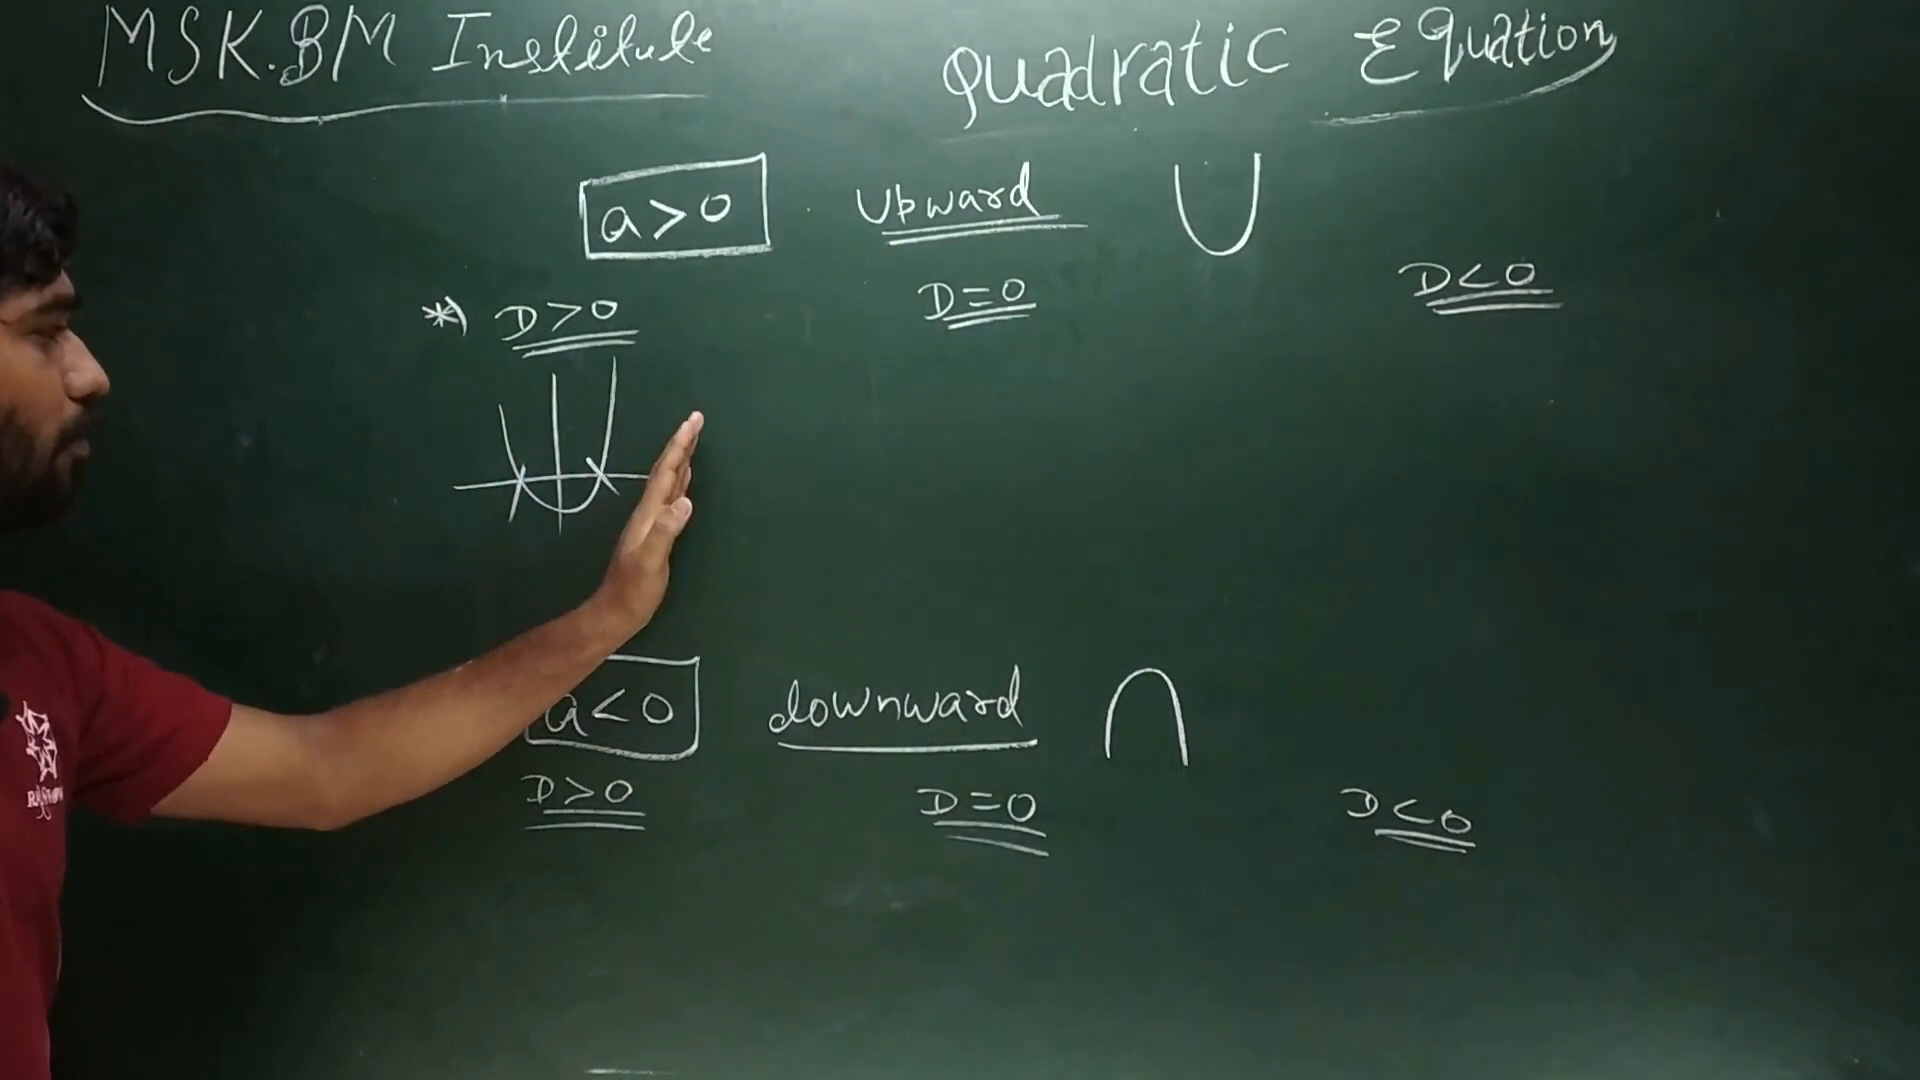 MSK.BM Institute
Quadratic Equation
a>0 Upward
*) D>0 D=0 D<0
a<0 downward
D>0 D=0 D<0